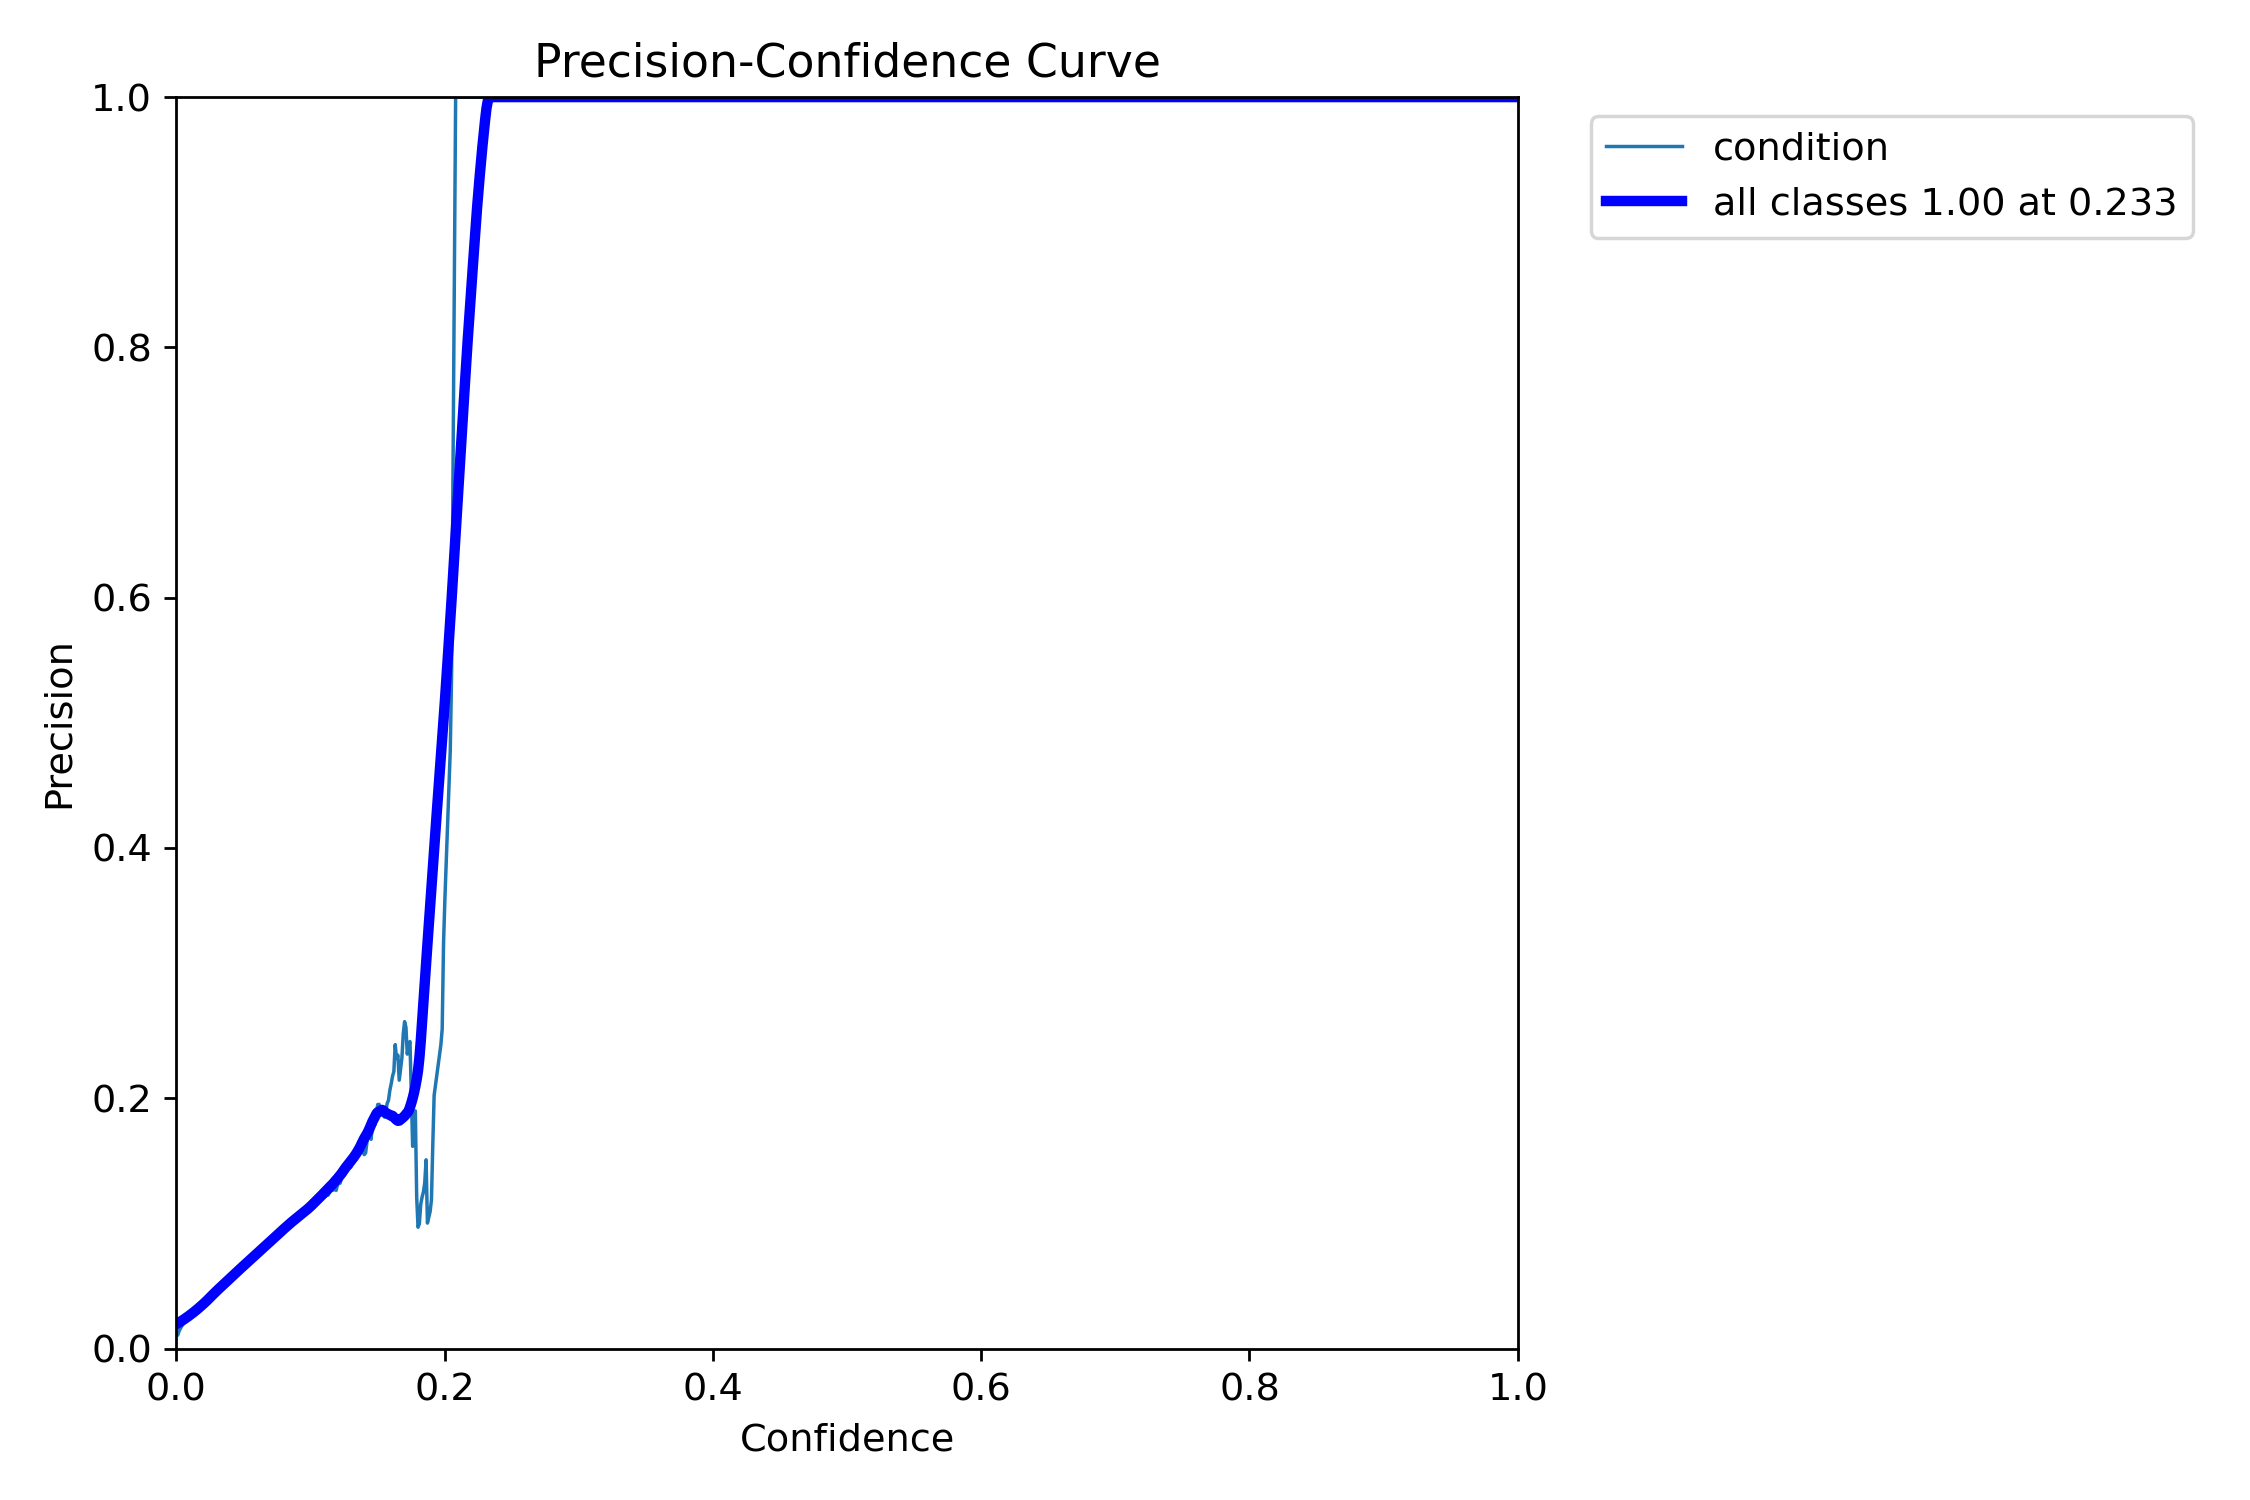 Precision-Confidence Curve
1.0
0.8
0.6
0.4
0.2
0.0
Precision
0.0 0.2 0.4 0.6 0.8 1.0
Confidence
condition
all classes 1.00 at 0.233